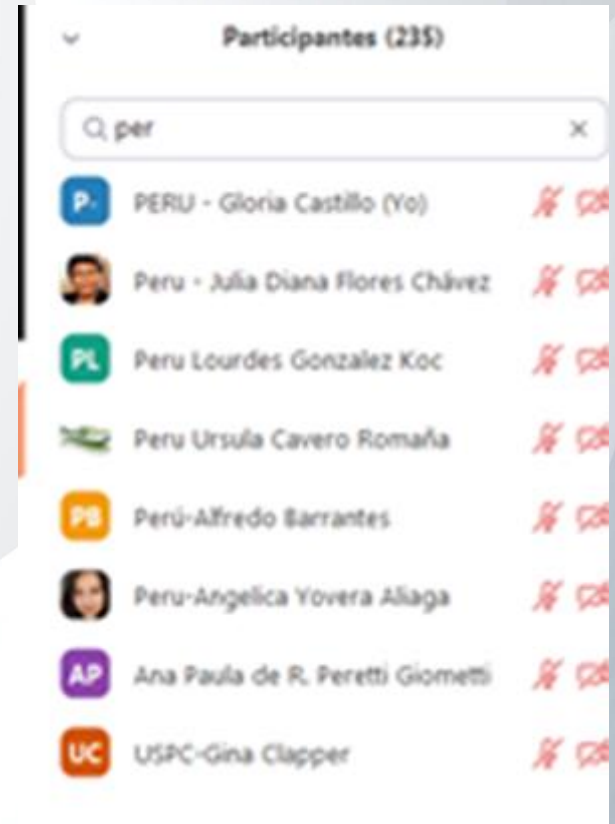 Participantes (235)
per
P- PERU - Gloria Castillo (Yo)
Peru - Julia Diana Flores Chávez
PL Peru Lourdes Gonzalez Koc
Peru Ursula Cavero Romaña
PB Perú-Alfredo Barrantes
Peru-Angelica Yovera Aliaga
AP Ana Paula de R. Peretti Giometti
UC USPC-Gina Clapper